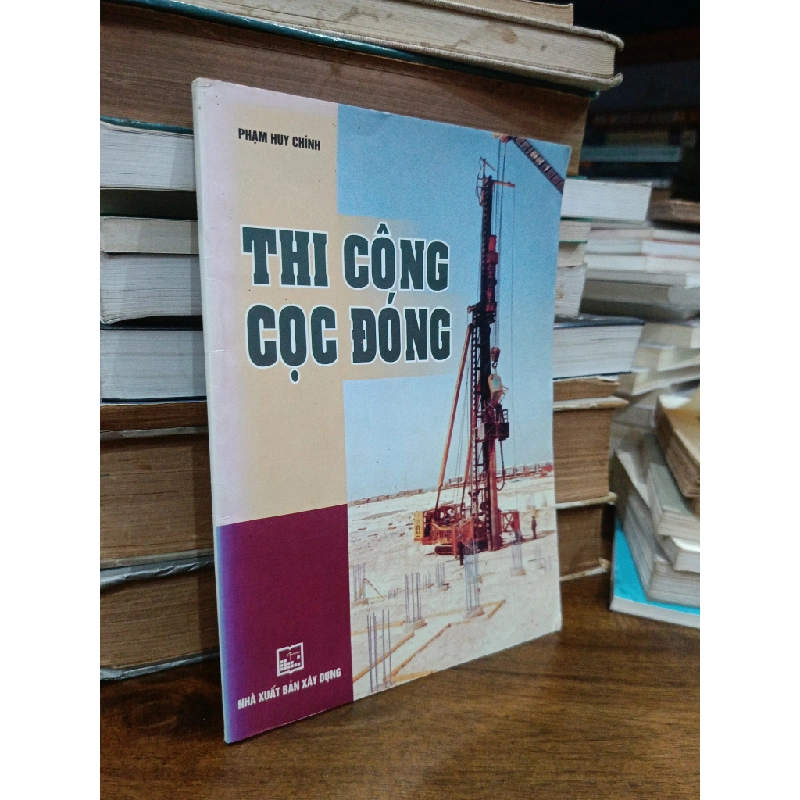 PHẠM HUY CHÍNH
THI CÔNG
CỌC ĐÓNG
NHÀ XUẤT BẢN XÂY DỰNG